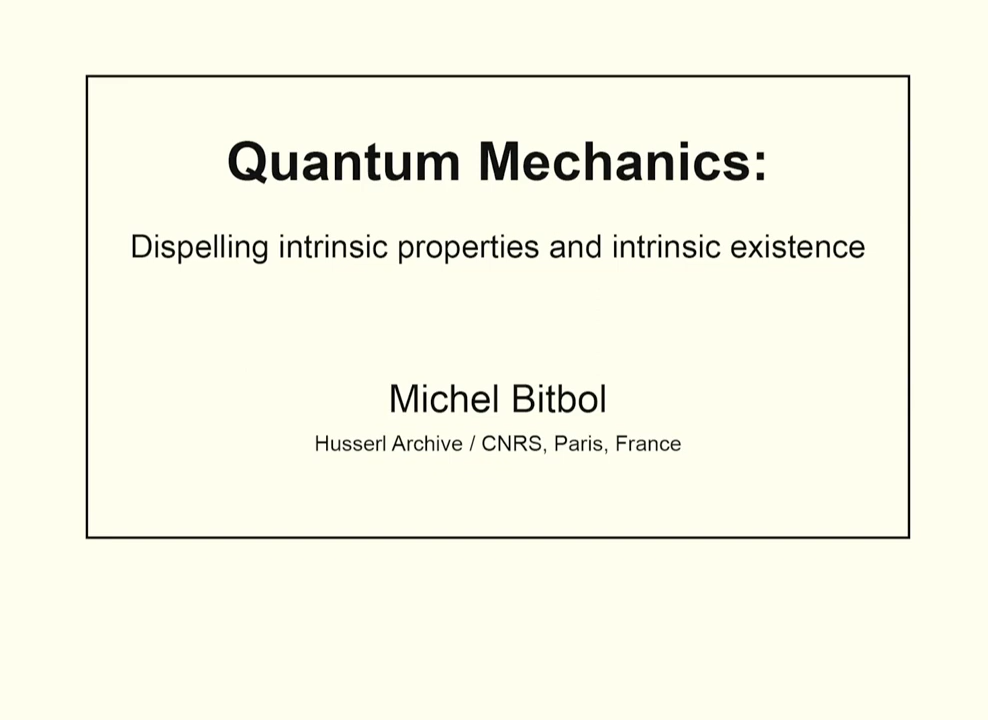 Quantum Mechanics:
Dispelling intrinsic properties and intrinsic existence
Michel Bitbol
Husserl Archive / CNRS, Paris, France